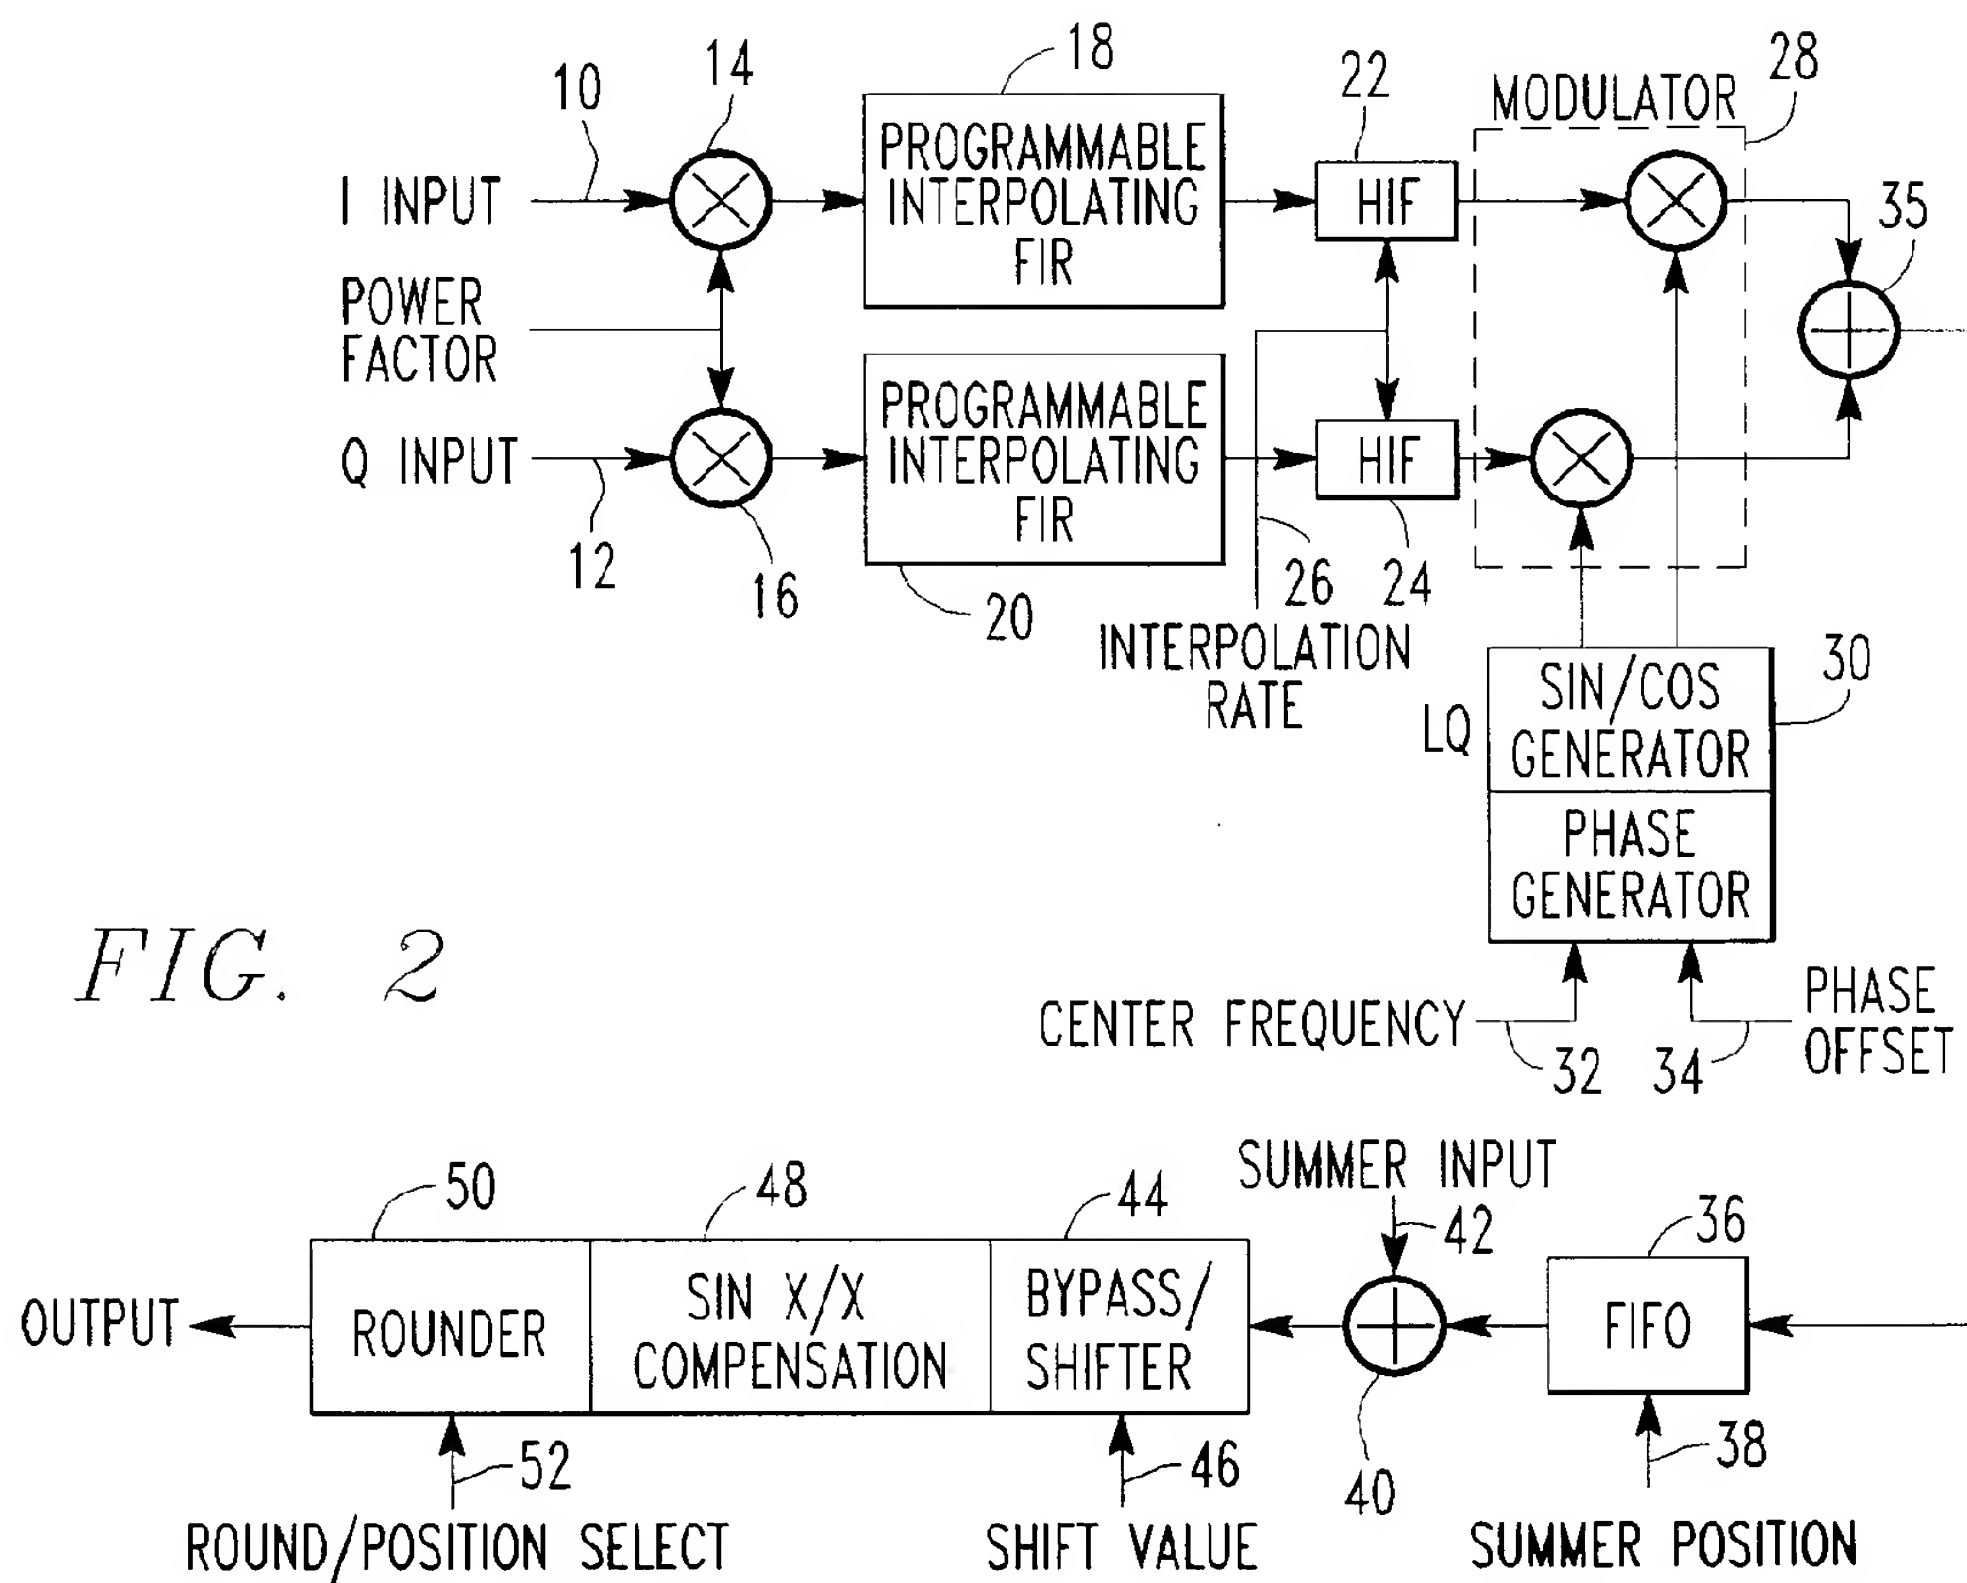 14
18
22
28
10
MODULATOR
PROGRAMMABLE
INTERPOLATING
FIR
I INPUT
HIF
35
POWER
FACTOR
PROGRAMMABLE
INTERPOLATING
FIR
Q INPUT
HIF
12
16
20
26
24
INTERPOLATION
RATE
30
LQ
SIN/COS
GENERATOR
PHASE
GENERATOR
FIG. 2
CENTER FREQUENCY
32
34
PHASE
OFFSET
SUMMER INPUT
50
48
44
42
36
OUTPUT
ROUNDER
SIN X/X
COMPENSATION
BYPASS/
SHIFTER
FIFO
52
46
40
38
ROUND/POSITION SELECT
SHIFT VALUE
SUMMER POSITION